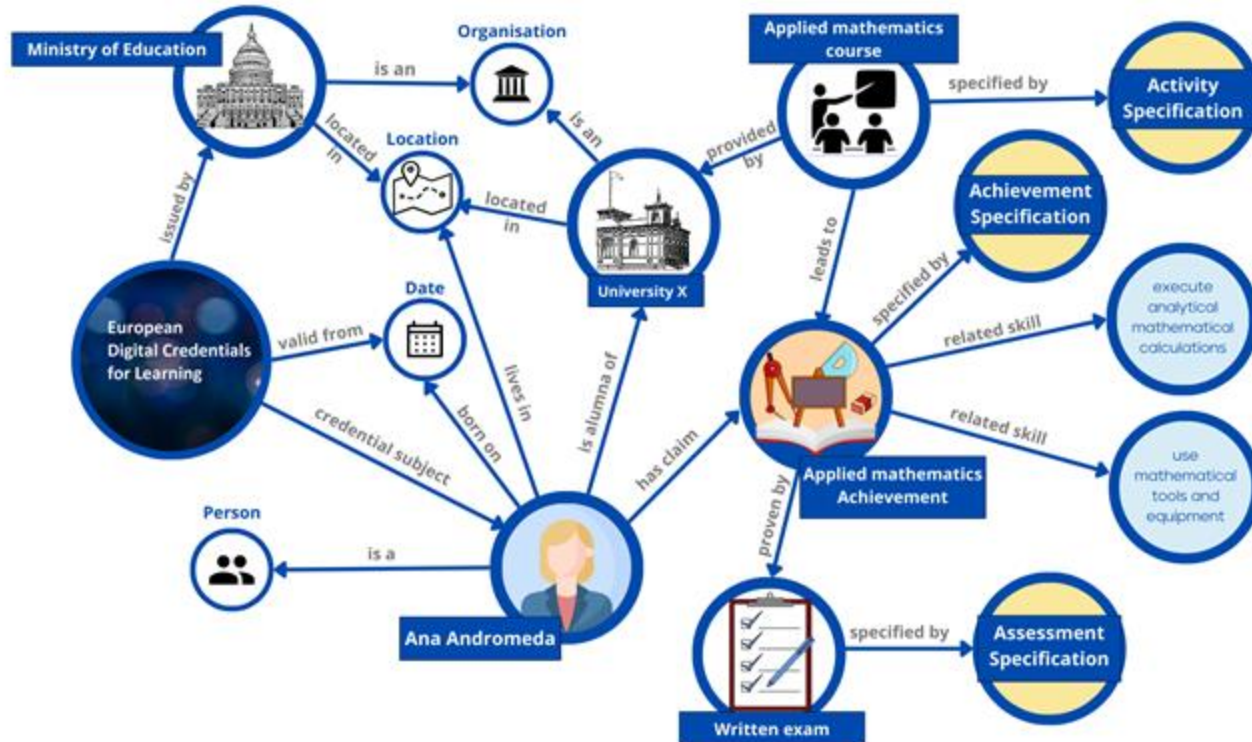 Ministry of Education
is an
Organisation
Applied mathematics
course
specified by
Activity
Specification
located
in
Location
is an
provided
by
Achievement
Specification
issued by
located
in
University X
leads to
specified by
Date
European
Digital Credentials
for Learning
valid from
execute
analytical
mathematical
calculations
related skill
lives in
is alumna of
born on
credential subject
has claim
related skill
use
mathematical
tools and
equipment
Applied mathematics
Achievement
Person
is a
proven by
Ana Andromeda
specified by
Assessment
Specification
Written exam